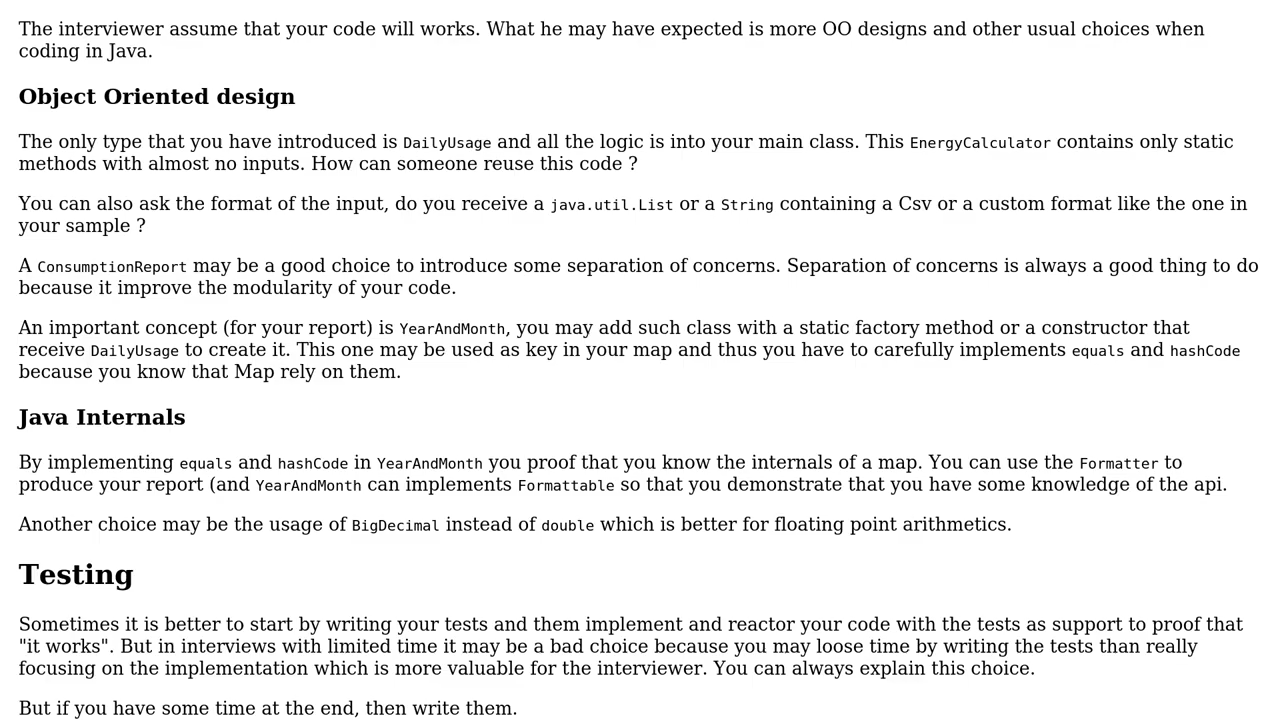 The interviewer assume that your code will works. What he may have expected is more OO designs and other usual choices when
coding in Java.
Object Oriented design
The only type that you have introduced is DailyUsage and all the logic is into your main class. This EnergyCalculator contains only static
methods with almost no inputs. How can someone reuse this code ?
You can also ask the format of the input, do you receive a java.util.List or a String containing a Csv or a custom format like the one in
your sample ?
A ConsumptionReport may be a good choice to introduce some separation of concerns. Separation of concerns is always a good thing to do
because it improve the modularity of your code.
An important concept (for your report) is YearAndMonth, you may add such class with a static factory method or a constructor that
receive DailyUsage to create it. This one may be used as key in your map and thus you have to carefully implements equals and hashCode
because you know that Map rely on them.
Java Internals
By implementing equals and hashCode in YearAndMonth you proof that you know the internals of a map. You can use the Formatter to
produce your report (and YearAndMonth can implements Formattable so that you demonstrate that you have some knowledge of the api.
Another choice may be the usage of BigDecimal instead of double which is better for floating point arithmetics.
Testing
Sometimes it is better to start by writing your tests and them implement and reactor your code with the tests as support to proof that
"it works". But in interviews with limited time it may be a bad choice because you may loose time by writing the tests than really
focusing on the implementation which is more valuable for the interviewer. You can always explain this choice.
But if you have some time at the end, then write them.